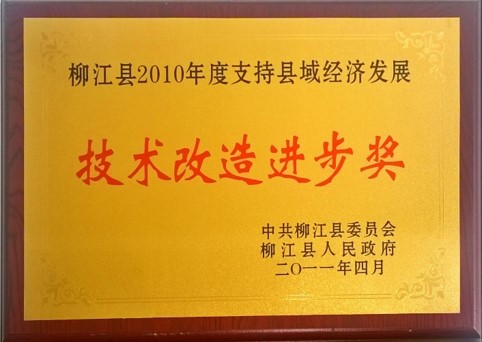 柳江县2010年度支持县域经济发展
技术改造进步奖
中共柳江县委员会
柳江县人民政府
二〇一一年四月